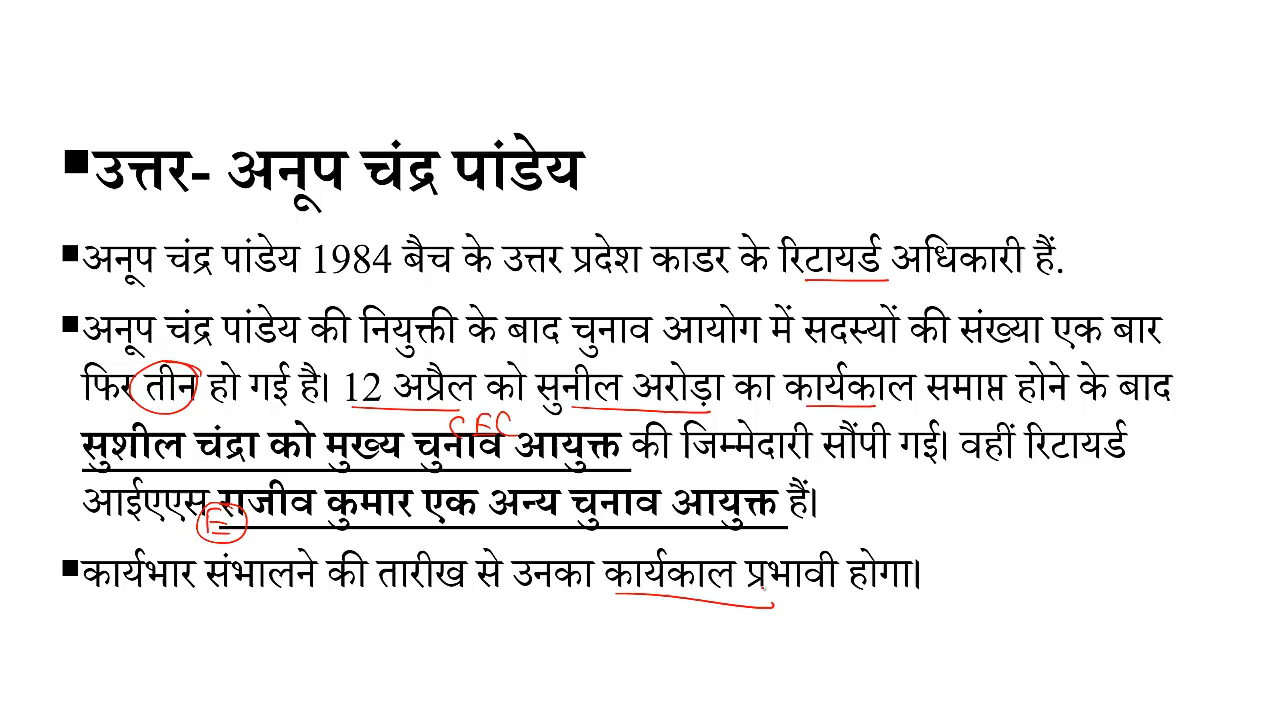 ▪उत्तर- अनूप चंद्र पांडेय
▪अनूप चंद्र पांडेय 1984 बैच के उत्तर प्रदेश काडर के रिटायर्ड अधिकारी हैं.
▪अनूप चंद्र पांडेय की नियुक्ती के बाद चुनाव आयोग में सदस्यों की संख्या एक बार
फिर तीन हो गई है। 12 अप्रैल को सुनील अरोड़ा का कार्यकाल समाप्त होने के बाद
CEC
सुशील चंद्रा को मुख्य चुनाव आयुक्त की जिम्मेदारी सौंपी गई। वहीं रिटायर्ड
आईएएस राजीव कुमार एक अन्य चुनाव आयुक्त हैं।
▪कार्यभार संभालने की तारीख से उनका कार्यकाल प्रभावी होगा।